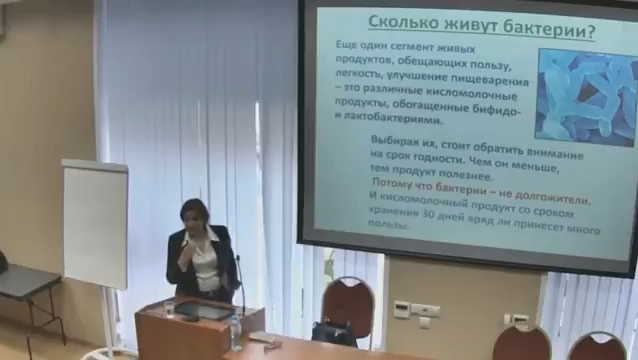 Сколько живут бактерии?
Еще один сегмент живых
продуктов, обещающих пользу,
легкость, улучшение пищеварения
– это различные кисломолочные
продукты, обогащенные бифидо-
и лактобактериями.
Выбирая их, стоит обратить внимание
на срок годности. Чем он меньше,
тем продукт полезнее.
Потому что бактерии – не долгожители.
И кисломолочный продукт со сроком
хранения 30 дней вряд ли принесет много
пользы.